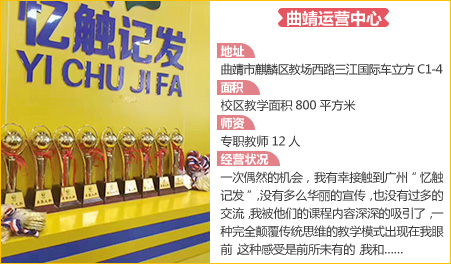 忆触记发
YI CHU JI FA
曲靖运营中心
地址
曲靖市麒麟区教场西路三江国际车立方 C1-4
面积
校区教学面积 800 平方米
师资
专职教师 12 人
经营状况
一次偶然的机会，我有幸接触到广州“忆触
记发”,没有多么华丽的宣传,也没有过多的
交流,我被他们的课程内容深深的吸引了,一
种完全颠覆传统思维的教学模式出现在我眼
前,这种感受是前所未有的,我和......